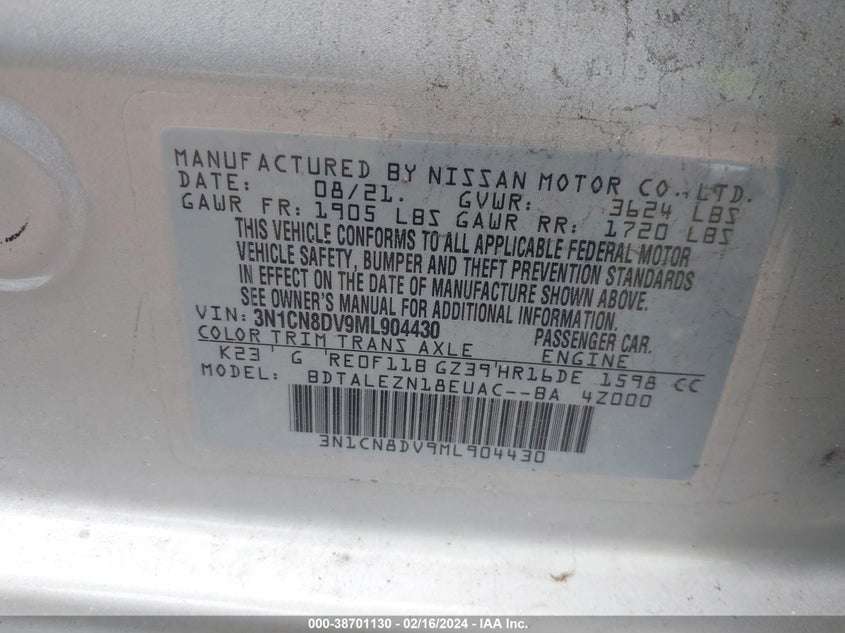 MANUFACTURED BY NISSAN MOTOR CO., LTD.
DATE: 08/21. GVWR: 3624 LBS
GAWR FR: 1905 LBS GAWR RR: 1720 LBS
THIS VEHICLE CONFORMS TO ALL APPLICABLE FEDERAL MOTOR
VEHICLE SAFETY, BUMPER AND THEFT PREVENTION STANDARDS
IN EFFECT ON THE DATE OF MANUFACTURE SHOWN ABOVE.
SEE OWNER'S MANUAL FOR ADDITIONAL INFORMATION.
VIN: 3N1CN8DV9ML904430 PASSENGER CAR.
COLOR TRIM TRANS AXLE ENGINE
K23 G RE0F11B GZ39 HR16DE 1598 CC
MODEL: BDTALEZN18EUAC--BA 4Z000
3N1CN8DV9ML904430
000-38701130 - 02/16/2024 - IAA Inc.